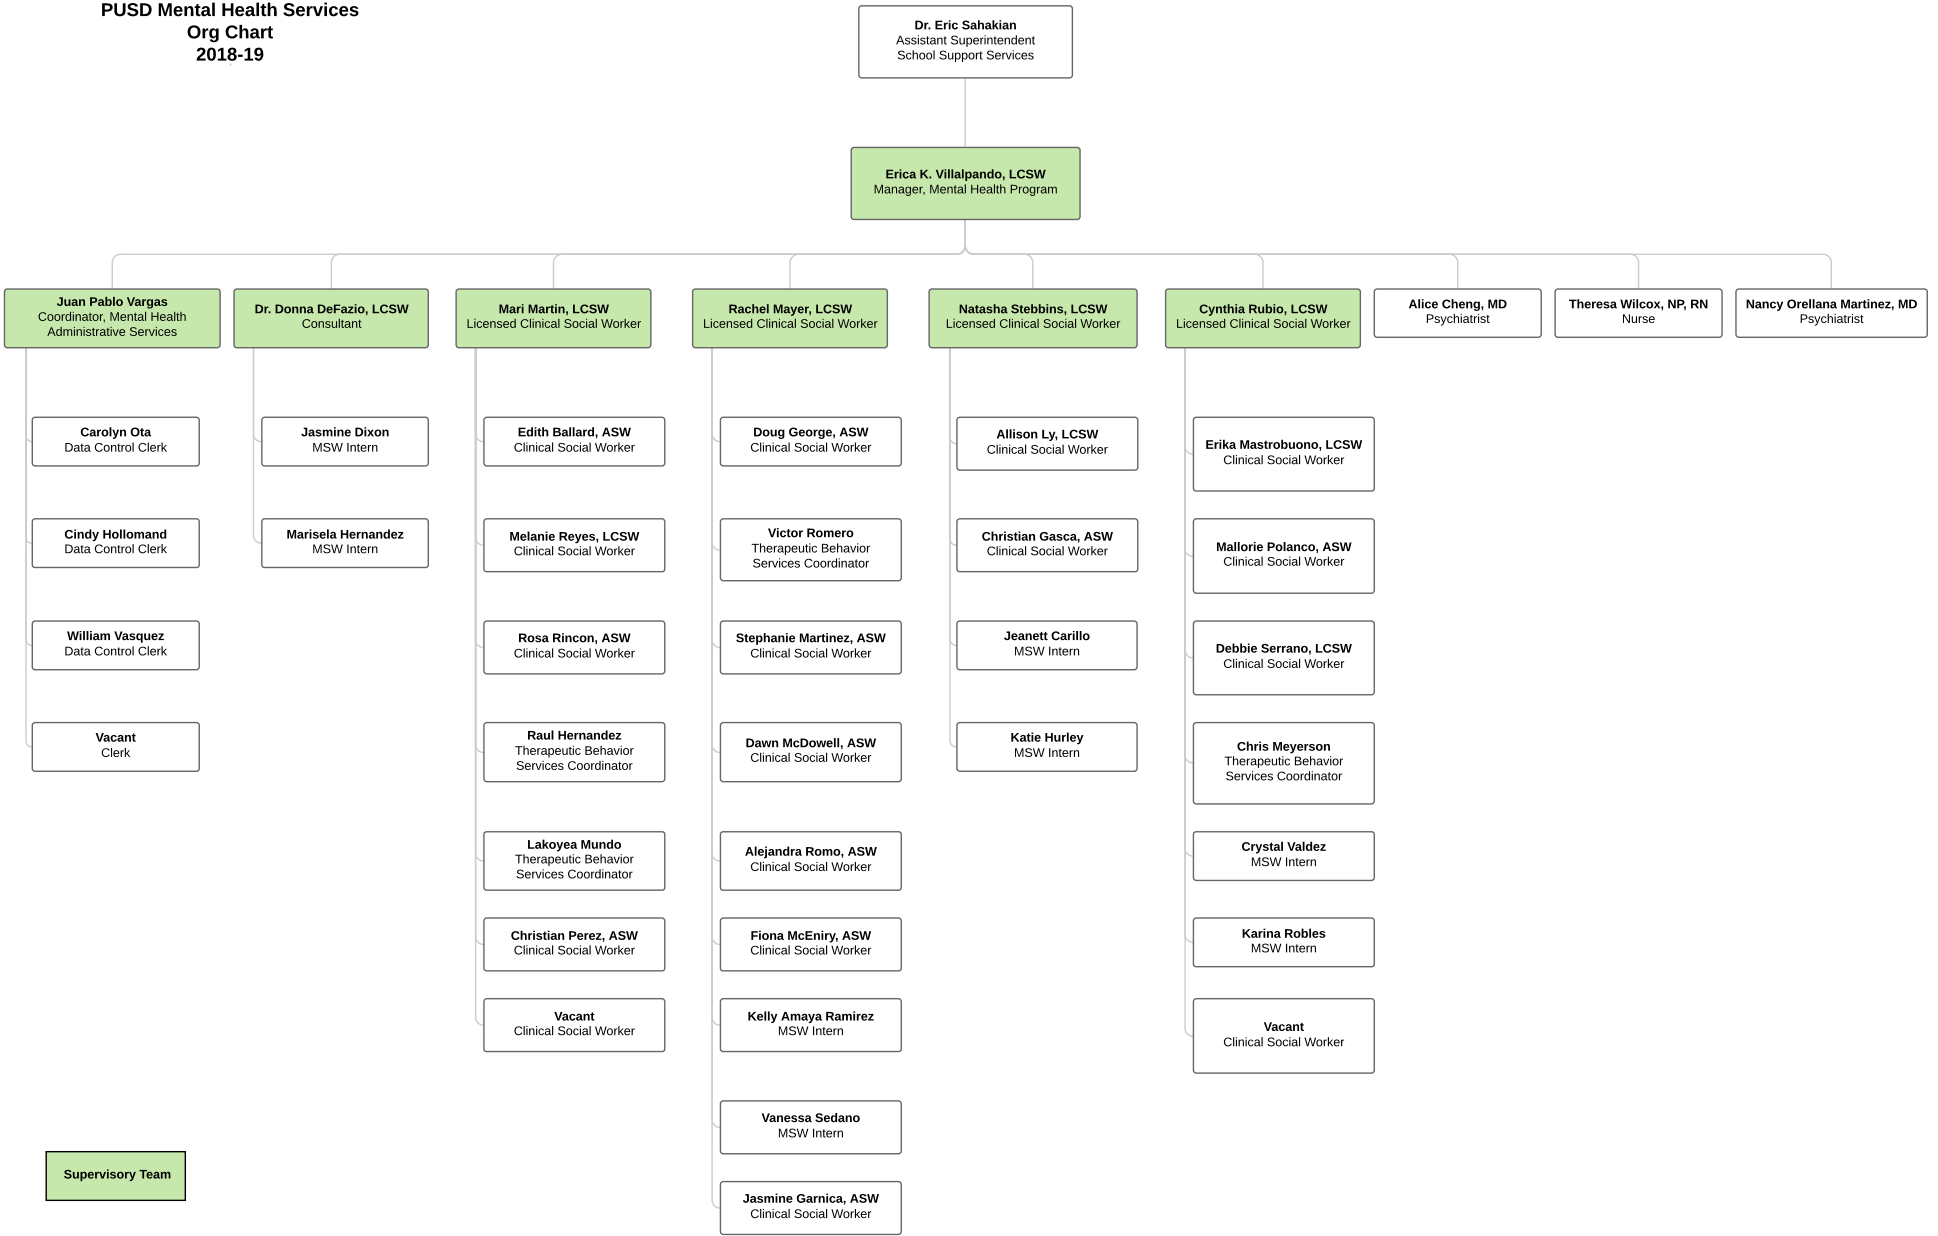 PUSD Mental Health Services
Org Chart
2018-19
Dr. Eric Sahakian
Assistant Superintendent
School Support Services
Erica K. Villalpando, LCSW
Manager, Mental Health Program
Juan Pablo Vargas
Coordinator, Mental Health
Administrative Services
Dr. Donna DeFazio, LCSW
Consultant
Mari Martin, LCSW
Licensed Clinical Social Worker
Rachel Mayer, LCSW
Licensed Clinical Social Worker
Natasha Stebbins, LCSW
Licensed Clinical Social Worker
Cynthia Rubio, LCSW
Licensed Clinical Social Worker
Alice Cheng, MD
Psychiatrist
Theresa Wilcox, NP, RN
Nurse
Nancy Orellana Martinez, MD
Psychiatrist
Carolyn Ota
Data Control Clerk
Cindy Hollomand
Data Control Clerk
William Vasquez
Data Control Clerk
Vacant
Clerk
Jasmine Dixon
MSW Intern
Marisela Hernandez
MSW Intern
Edith Ballard, ASW
Clinical Social Worker
Melanie Reyes, LCSW
Clinical Social Worker
Rosa Rincon, ASW
Clinical Social Worker
Raul Hernandez
Therapeutic Behavior
Services Coordinator
Lakoyea Mundo
Therapeutic Behavior
Services Coordinator
Christian Perez, ASW
Clinical Social Worker
Vacant
Clinical Social Worker
Doug George, ASW
Clinical Social Worker
Victor Romero
Therapeutic Behavior
Services Coordinator
Stephanie Martinez, ASW
Clinical Social Worker
Dawn McDowell, ASW
Clinical Social Worker
Alejandra Romo, ASW
Clinical Social Worker
Fiona McEniry, ASW
Clinical Social Worker
Kelly Amaya Ramirez
MSW Intern
Vanessa Sedano
MSW Intern
Jasmine Garnica, ASW
Clinical Social Worker
Allison Ly, LCSW
Clinical Social Worker
Christian Gasca, ASW
Clinical Social Worker
Jeanett Carillo
MSW Intern
Katie Hurley
MSW Intern
Erika Mastrobuono, LCSW
Clinical Social Worker
Mallorie Polanco, ASW
Clinical Social Worker
Debbie Serrano, LCSW
Clinical Social Worker
Chris Meyerson
Therapeutic Behavior
Services Coordinator
Crystal Valdez
MSW Intern
Karina Robles
MSW Intern
Vacant
Clinical Social Worker
Supervisory Team